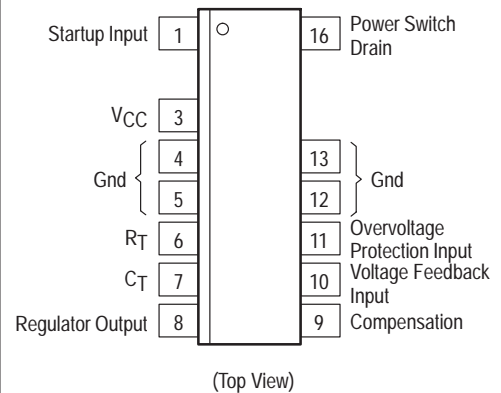 Startup Input 1 16 Power Switch
Drain
VCC 3
4 13
Gnd Gnd
5 12
RT 6 11 Overvoltage
Protection Input
CT 7 10 Voltage Feedback
Input
Regulator Output 8 9 Compensation
(Top View)